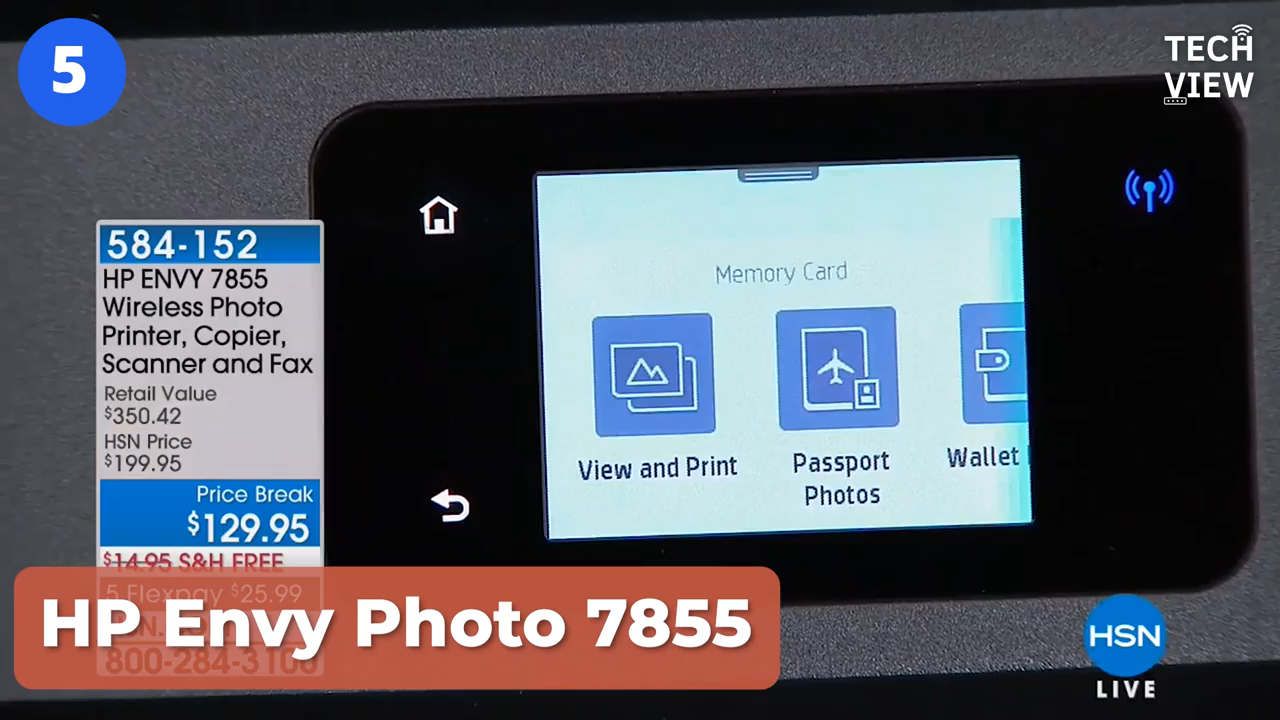 5
TECH
VIEW
584-152
HP ENVY 7855
Wireless Photo
Printer, Copier,
Scanner and Fax
Retail Value
$350.42
HSN Price
$199.95
Price Break
$129.95
$14.95 S&H FREE
5 Flexpay $25.99
800-284-3100
HP Envy Photo 7855
Memory Card
View and Print
Passport
Photos
Wallet
HSN
LIVE